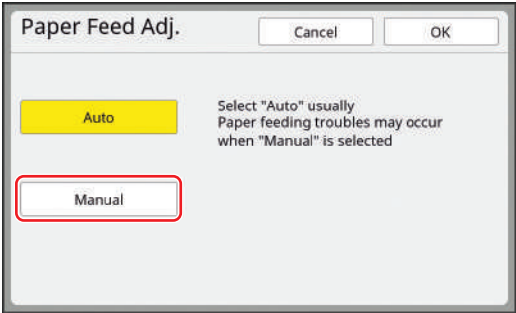 Paper Feed Adj.
Cancel
OK
Auto
Select "Auto" usually
Paper feeding troubles may occur
when "Manual" is selected
Manual